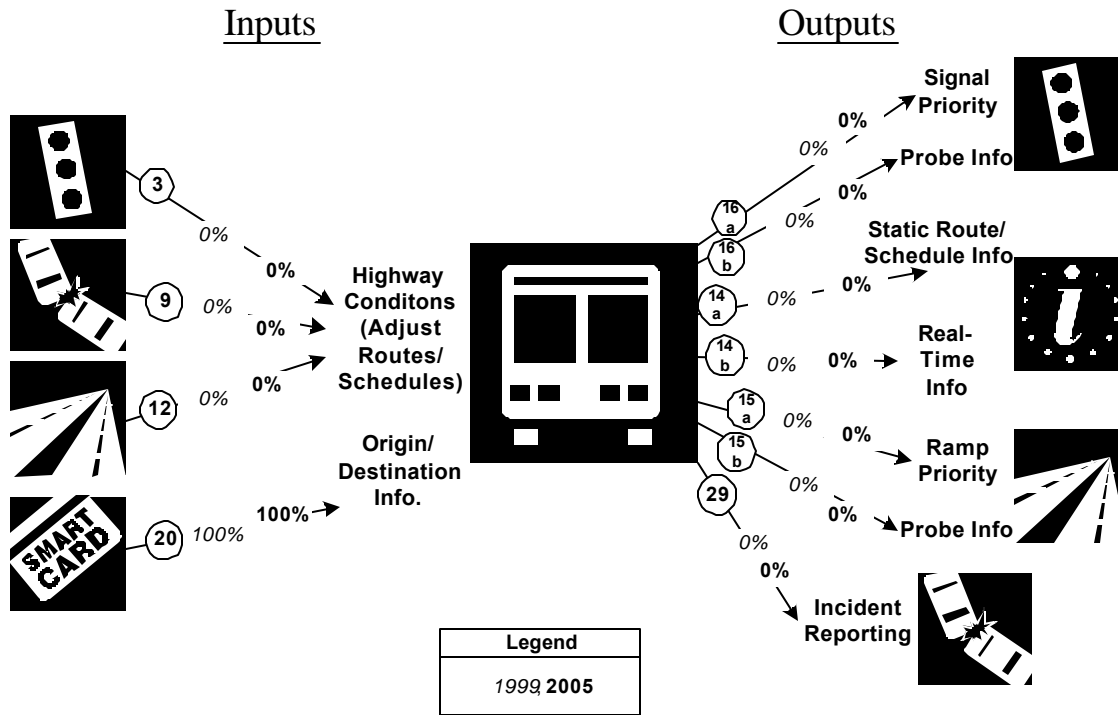 Inputs
Outputs
3
0%
0%
9
0%
0%
12
0%
0%
Highway
Conditons
(Adjust
Routes/
Schedules)
SMART
CARD
20
100%
100%
Origin/
Destination
Info.
16
a
0%
0%
Signal
Priority
16
b
0%
0%
Probe Info
14
a
0%
0%
Static Route/
Schedule Info
i
14
b
0%
0%
Real-
Time
Info
15
a
0%
0%
Ramp
Priority
15
b
0%
0%
Probe Info
29
0%
0%
Incident
Reporting
Legend
1999, 2005